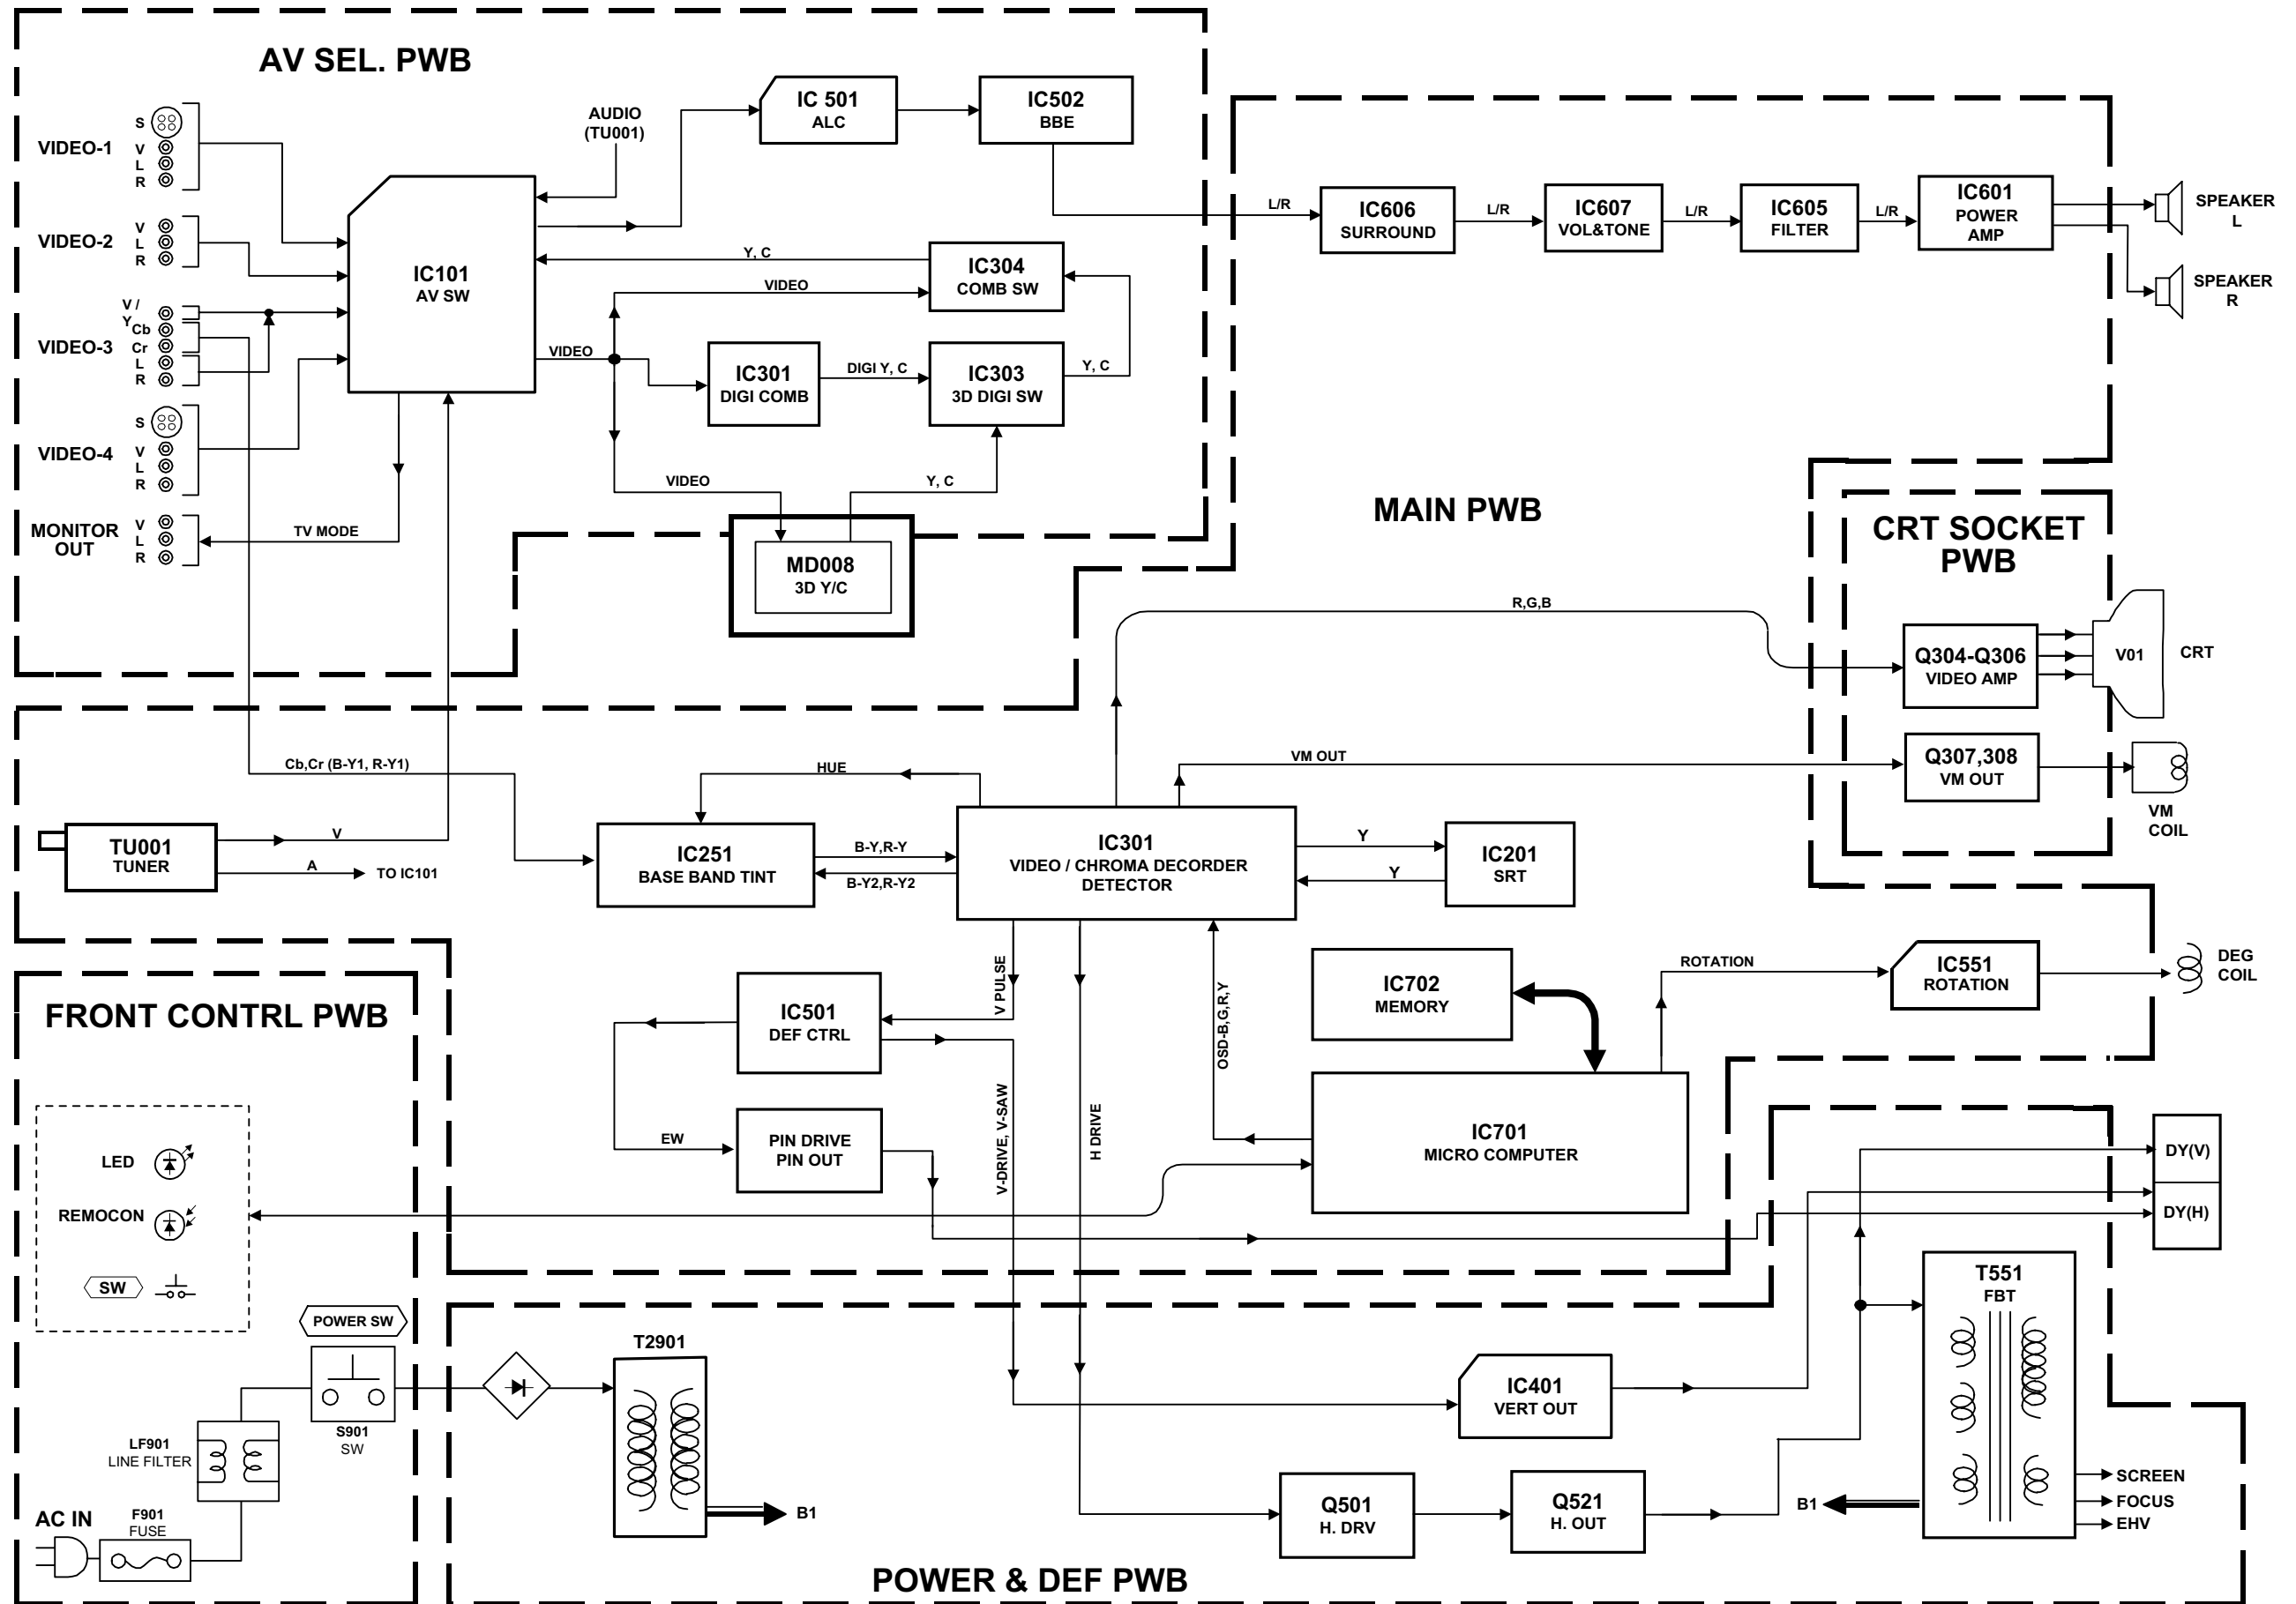 AV SEL. PWB
VIDEO-1
S
V
L
R
VIDEO-2
V
L
R
VIDEO-3
V /
Y
Cb
Cr
L
R
VIDEO-4
S
V
L
R
MONITOR
OUT
V
L
R
TV MODE
IC101
AV SW
AUDIO
(TU001)
IC 501
ALC
IC502
BBE
Y, C
VIDEO
IC304
COMB SW
VIDEO
IC301
DIGI COMB
DIGI Y, C
IC303
3D DIGI SW
Y, C
VIDEO
Y, C
MD008
3D Y/C
MAIN PWB
L/R
IC606
SURROUND
L/R
IC607
VOL&TONE
L/R
IC605
FILTER
L/R
IC601
POWER
AMP
SPEAKER
L
SPEAKER
R
CRT SOCKET
PWB
R,G,B
Q304-Q306
VIDEO AMP
V01
CRT
VM OUT
Q307,308
VM OUT
VM
COIL
Cb,Cr (B-Y1, R-Y1)
HUE
TU001
TUNER
V
A
TO IC101
IC251
BASE BAND TINT
B-Y,R-Y
B-Y2,R-Y2
IC301
VIDEO / CHROMA DECORDER
DETECTOR
Y
Y
IC201
SRT
V PULSE
IC501
DEF CTRL
EW
PIN DRIVE
PIN OUT
V-DRIVE, V-SAW
H DRIVE
OSD-B,G,R,Y
IC702
MEMORY
IC701
MICRO COMPUTER
ROTATION
IC551
ROTATION
DEG
COIL
DY(V)
DY(H)
FRONT CONTRL PWB
LED
REMOCON
SW
POWER SW
S901
SW
LF901
LINE FILTER
AC IN
F901
FUSE
T2901
B1
IC401
VERT OUT
Q501
H. DRV
Q521
H. OUT
T551
FBT
B1
SCREEN
FOCUS
EHV
POWER & DEF PWB